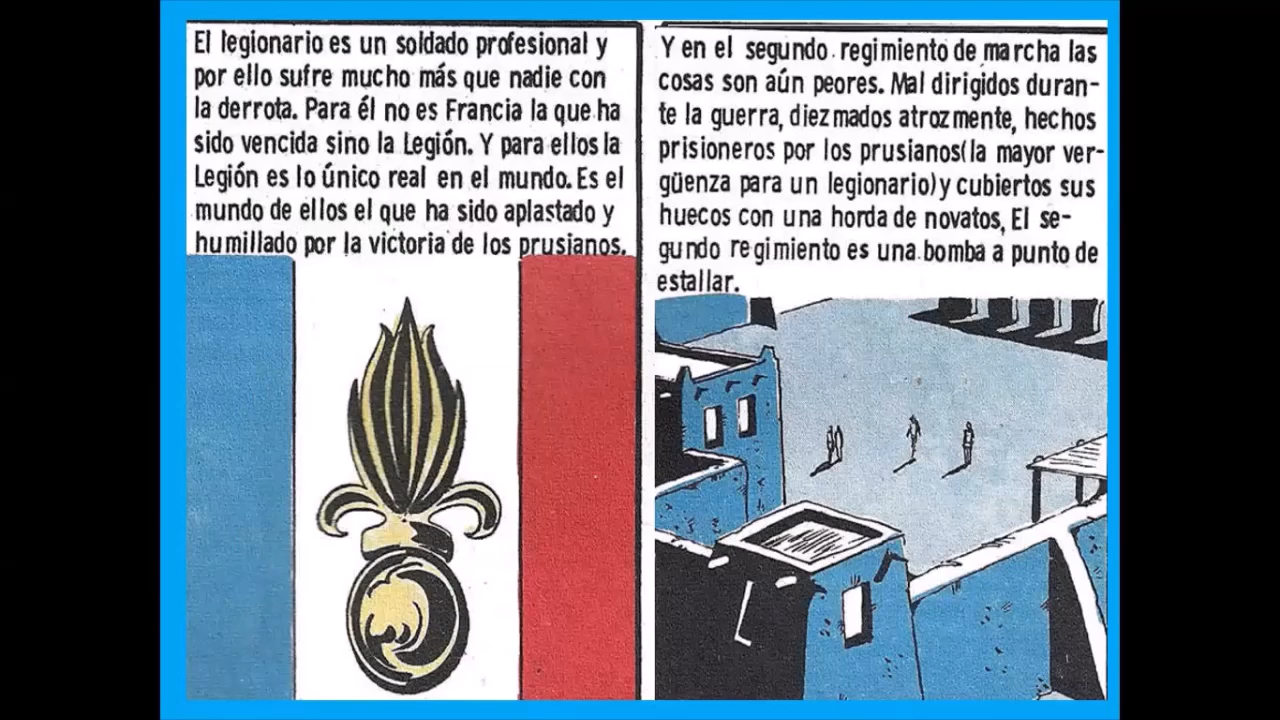 El legionario es un soldado profesional y
por ello sufre mucho más que nadie con
la derrota. Para él no es Francia la que ha
sido vencida sino la Legión. Y para ellos la
Legión es lo único real en el mundo. Es el
mundo de ellos el que ha sido aplastado y
humillado por la victoria de los prusianos.
Y en el segundo regimiento de marcha las
cosas son aún peores. Mal dirigidos duran-
te la guerra, diezmados atrozmente, hechos
prisioneros por los prusianos (la mayor ver-
güenza para un legionario) y cubiertos sus
huecos con una horda de novatos, El se-
gundo regimiento es una bomba a punto de
estallar.